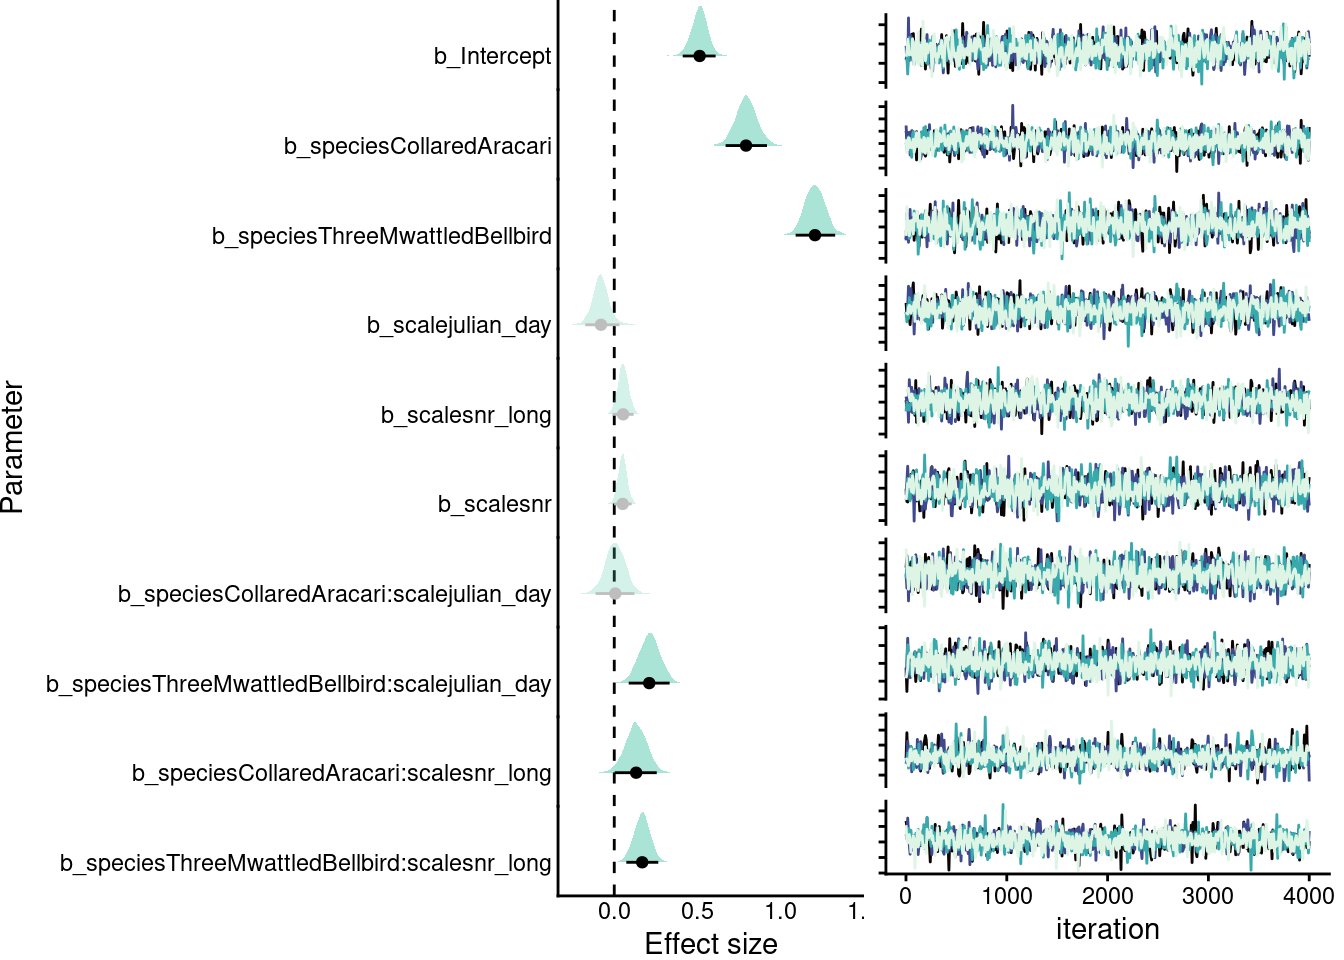 Parameter
b_Intercept
b_speciesCollaredAracari
b_speciesThreeMwattledBellbird
b_scalejulian_day
b_scalesnr_long
b_scalesnr
b_speciesCollaredAracari:scalejulian_day
b_speciesThreeMwattledBellbird:scalejulian_day
b_speciesCollaredAracari:scalesnr_long
b_speciesThreeMwattledBellbird:scalesnr_long
0.0 0.5 1.0 1.
Effect size
0 1000 2000 3000 4000
iteration